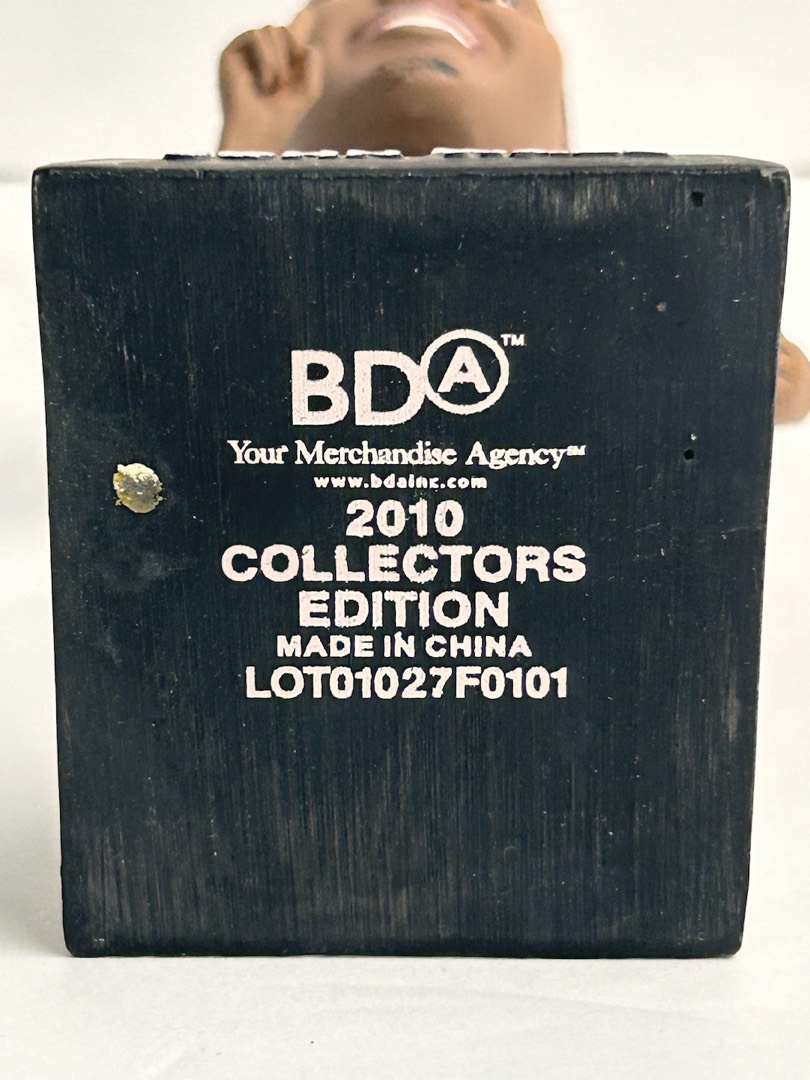 BDA™
Your Merchandise Agency℠
www.bdainc.com
2010
COLLECTORS
EDITION
MADE IN CHINA
LOT01027F0101